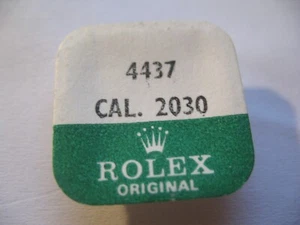 4437
CAL. 2030
ROLEX
ORIGINAL